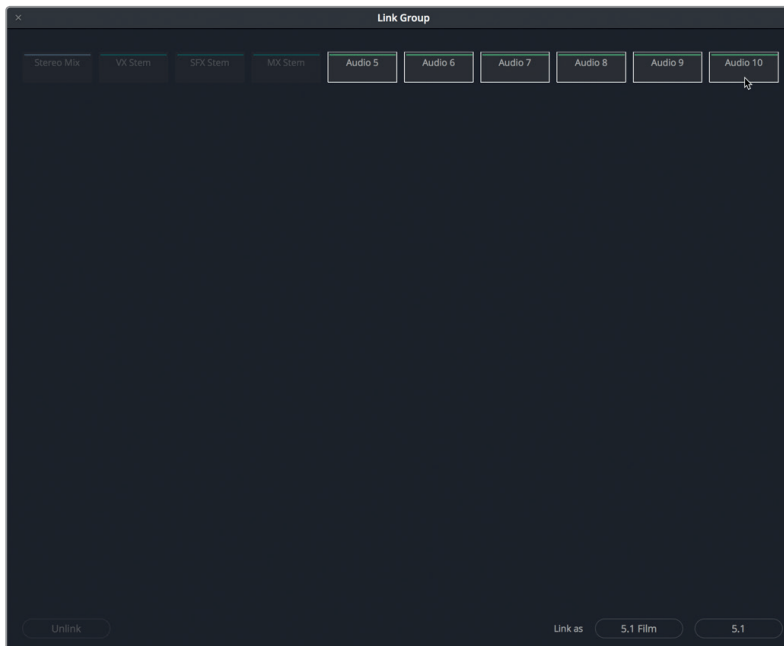 × Link Group
Stereo Mix VX Stem SFX Stem MX Stem Audio 5 Audio 6 Audio 7 Audio 8 Audio 9 Audio 10
Unlink Link as 5.1 Film 5.1